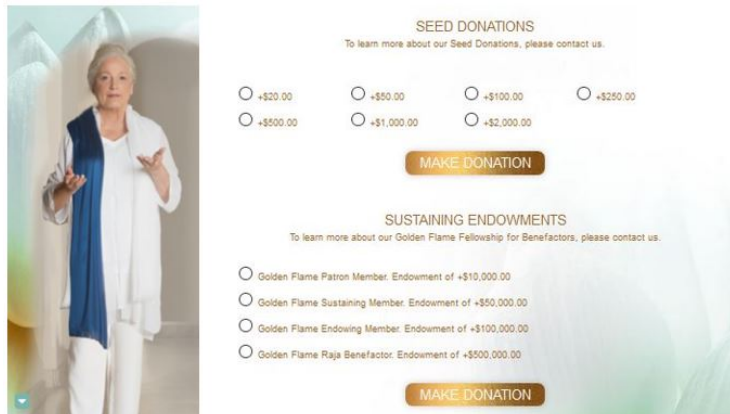 SEED DONATIONS
To learn more about our Seed Donations, please contact us.
+$20.00 +$50.00 +$100.00 +$250.00
+$500.00 +$1,000.00 +$2,000.00
MAKE DONATION
SUSTAINING ENDOWMENTS
To learn more about our Golden Flame Fellowship for Benefactors, please contact us.
Golden Flame Patron Member. Endowment of +$10,000.00
Golden Flame Sustaining Member. Endowment of +$50,000.00
Golden Flame Endowing Member. Endowment of +$100,000.00
Golden Flame Raja Benefactor. Endowment of +$500,000.00
MAKE DONATION